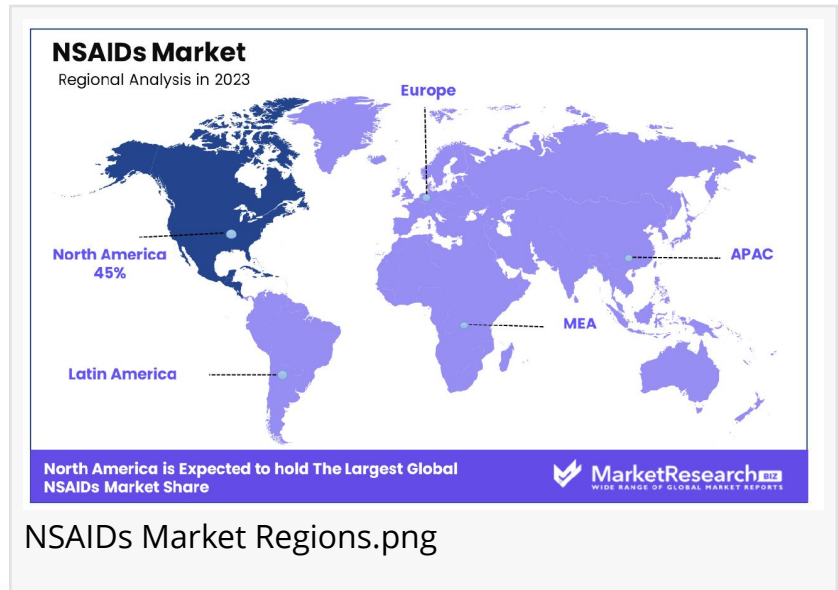 NSAIDs Market
Regional Analysis in 2023
Europe
North America
45%
APAC
MEA
Latin America
North America is Expected to hold The Largest Global
NSAIDs Market Share
MarketResearch BIZ
WIDE RANGE OF GLOBAL MARKET REPORTS
NSAIDs Market Regions.png